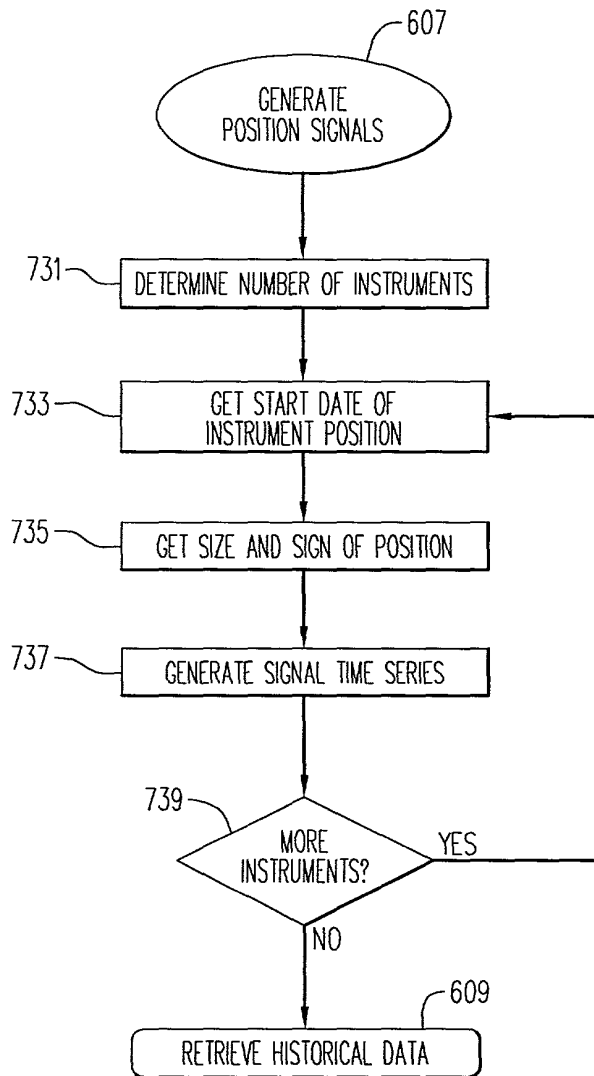 607
GENERATE
POSITION SIGNALS
731
DETERMINE NUMBER OF INSTRUMENTS
733
GET START DATE OF
INSTRUMENT POSITION
735
GET SIZE AND SIGN OF POSITION
737
GENERATE SIGNAL TIME SERIES
739
MORE
INSTRUMENTS?
YES
NO
609
RETRIEVE HISTORICAL DATA